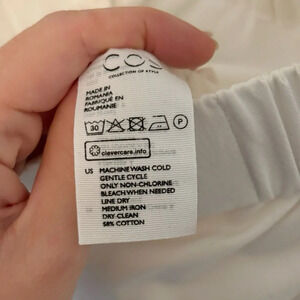 COS
COLLECTION OF STYLE
MADE IN
ROMANIA
FABRIQUÉ EN
ROUMANIE
30 P
clevercare.info
US MACHINE WASH COLD
GENTLE CYCLE
ONLY NON-CHLORINE
BLEACH WHEN NEEDED
LINE DRY
MEDIUM IRON
DRY CLEAN
58% COTTON